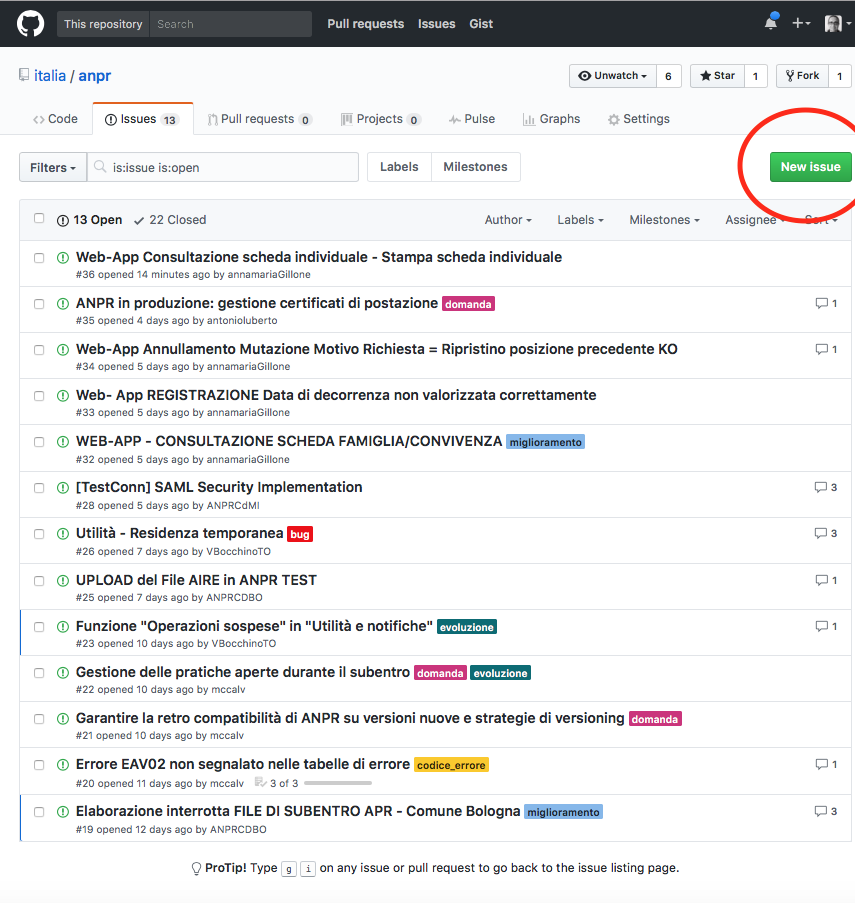 This repository Search Pull requests Issues Gist
italia / anpr Unwatch 6 Star 1 Fork 1
Code Issues 13 Pull requests 0 Projects 0 Pulse Graphs Settings
Filters is:issue is:open Labels Milestones New issue
13 Open 22 Closed Author Labels Milestones Assignee Sort
Web-App Consultazione scheda individuale - Stampa scheda individuale
#36 opened 14 minutes ago by annamariaGillone
ANPR in produzione: gestione certificati di postazione domanda 1
#35 opened 4 days ago by antonioluberto
Web-App Annullamento Mutazione Motivo Richiesta = Ripristino posizione precedente KO 1
#34 opened 5 days ago by annamariaGillone
Web- App REGISTRAZIONE Data di decorrenza non valorizzata correttamente
#33 opened 5 days ago by annamariaGillone
WEB-APP - CONSULTAZIONE SCHEDA FAMIGLIA/CONVIVENZA miglioramento
#32 opened 5 days ago by annamariaGillone
[TestConn] SAML Security Implementation 3
#28 opened 5 days ago by ANPRCdMI
Utilità - Residenza temporanea bug 3
#26 opened 7 days ago by VBocchinoTO
UPLOAD del File AIRE in ANPR TEST 1
#25 opened 7 days ago by ANPRCDBO
Funzione "Operazioni sospese" in "Utilità e notifiche" evoluzione 1
#23 opened 10 days ago by VBocchinoTO
Gestione delle pratiche aperte durante il subentro domanda evoluzione
#22 opened 10 days ago by mccalv
Garantire la retro compatibilità di ANPR su versioni nuove e strategie di versioning domanda
#21 opened 10 days ago by mccalv
Errore EAV02 non segnalato nelle tabelle di errore codice_errore 1
#20 opened 11 days ago by mccalv 3 of 3
Elaborazione interrotta FILE DI SUBENTRO APR - Comune Bologna miglioramento 3
#19 opened 12 days ago by ANPRCDBO
ProTip! Type g i on any issue or pull request to go back to the issue listing page.